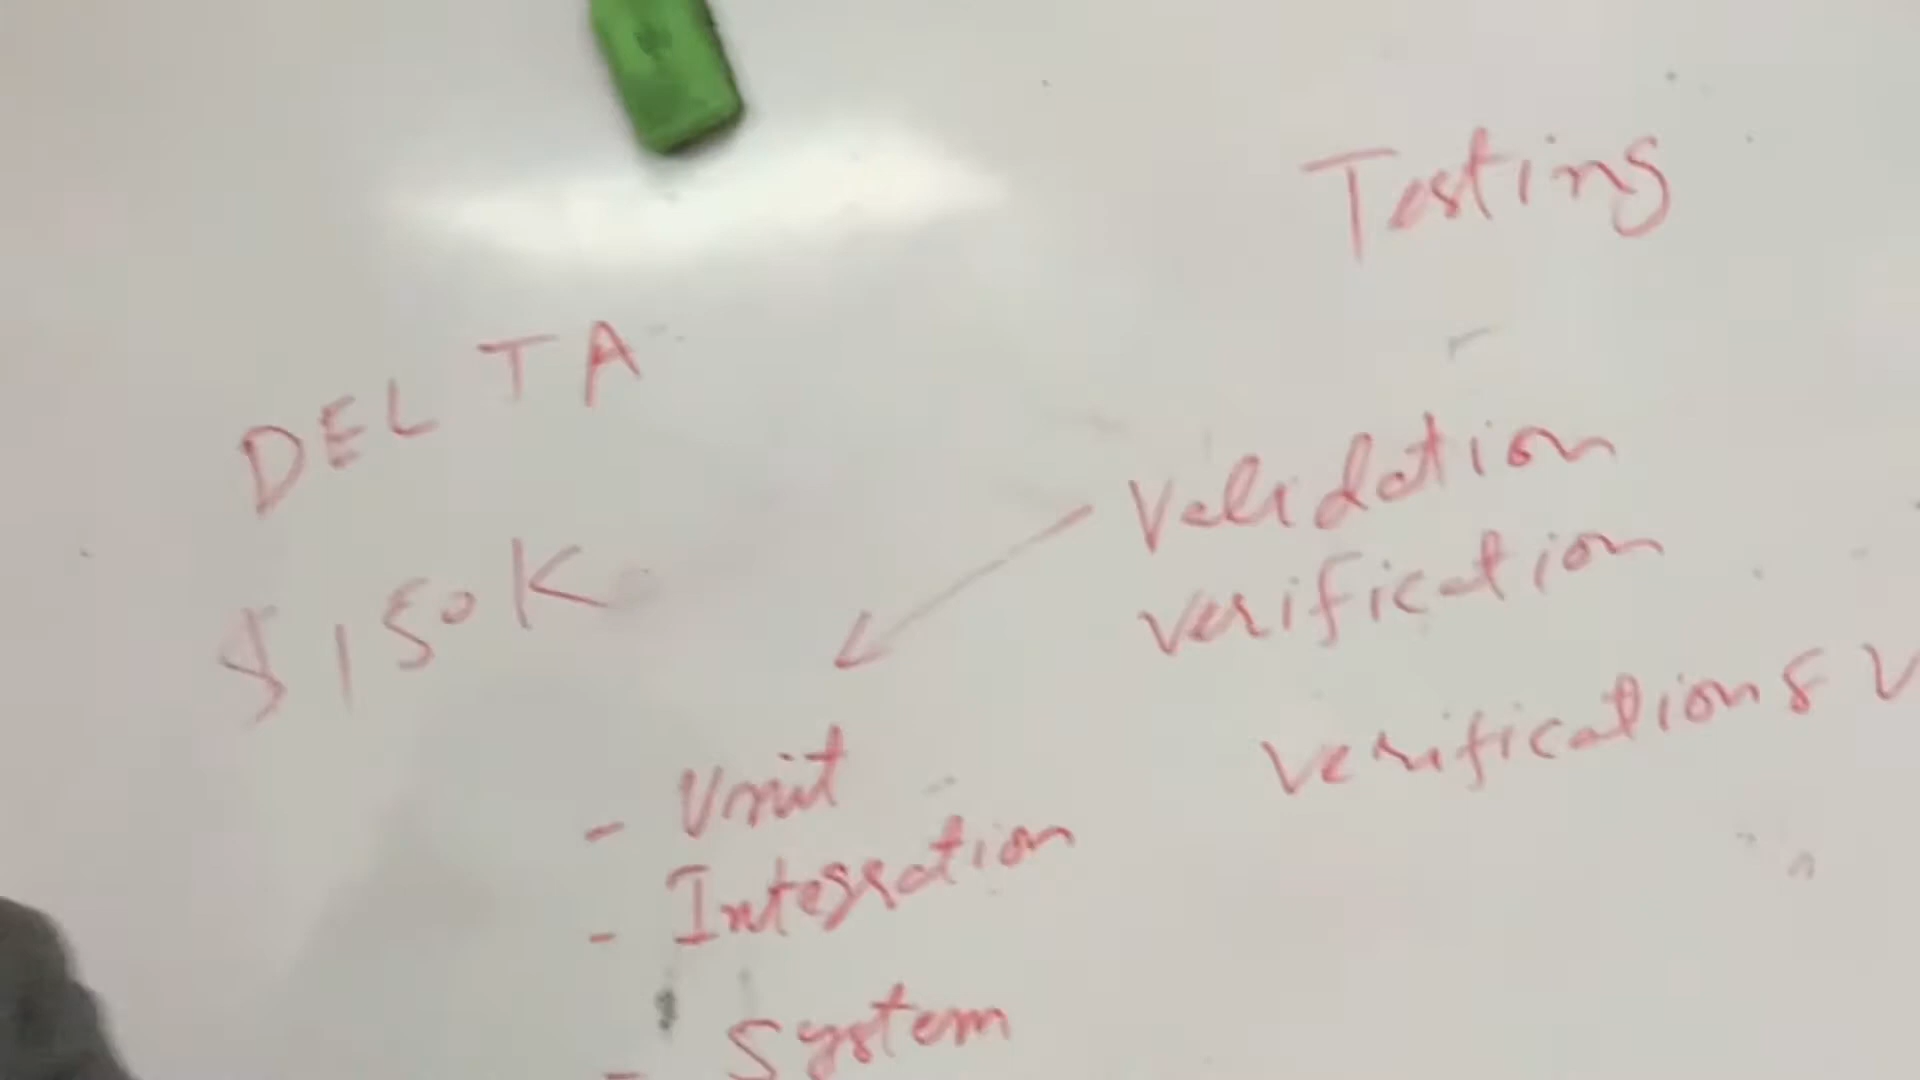 Testing
DELTA
$150K
Validation
Verification
Verification & V
- Unit
- Integration
- System